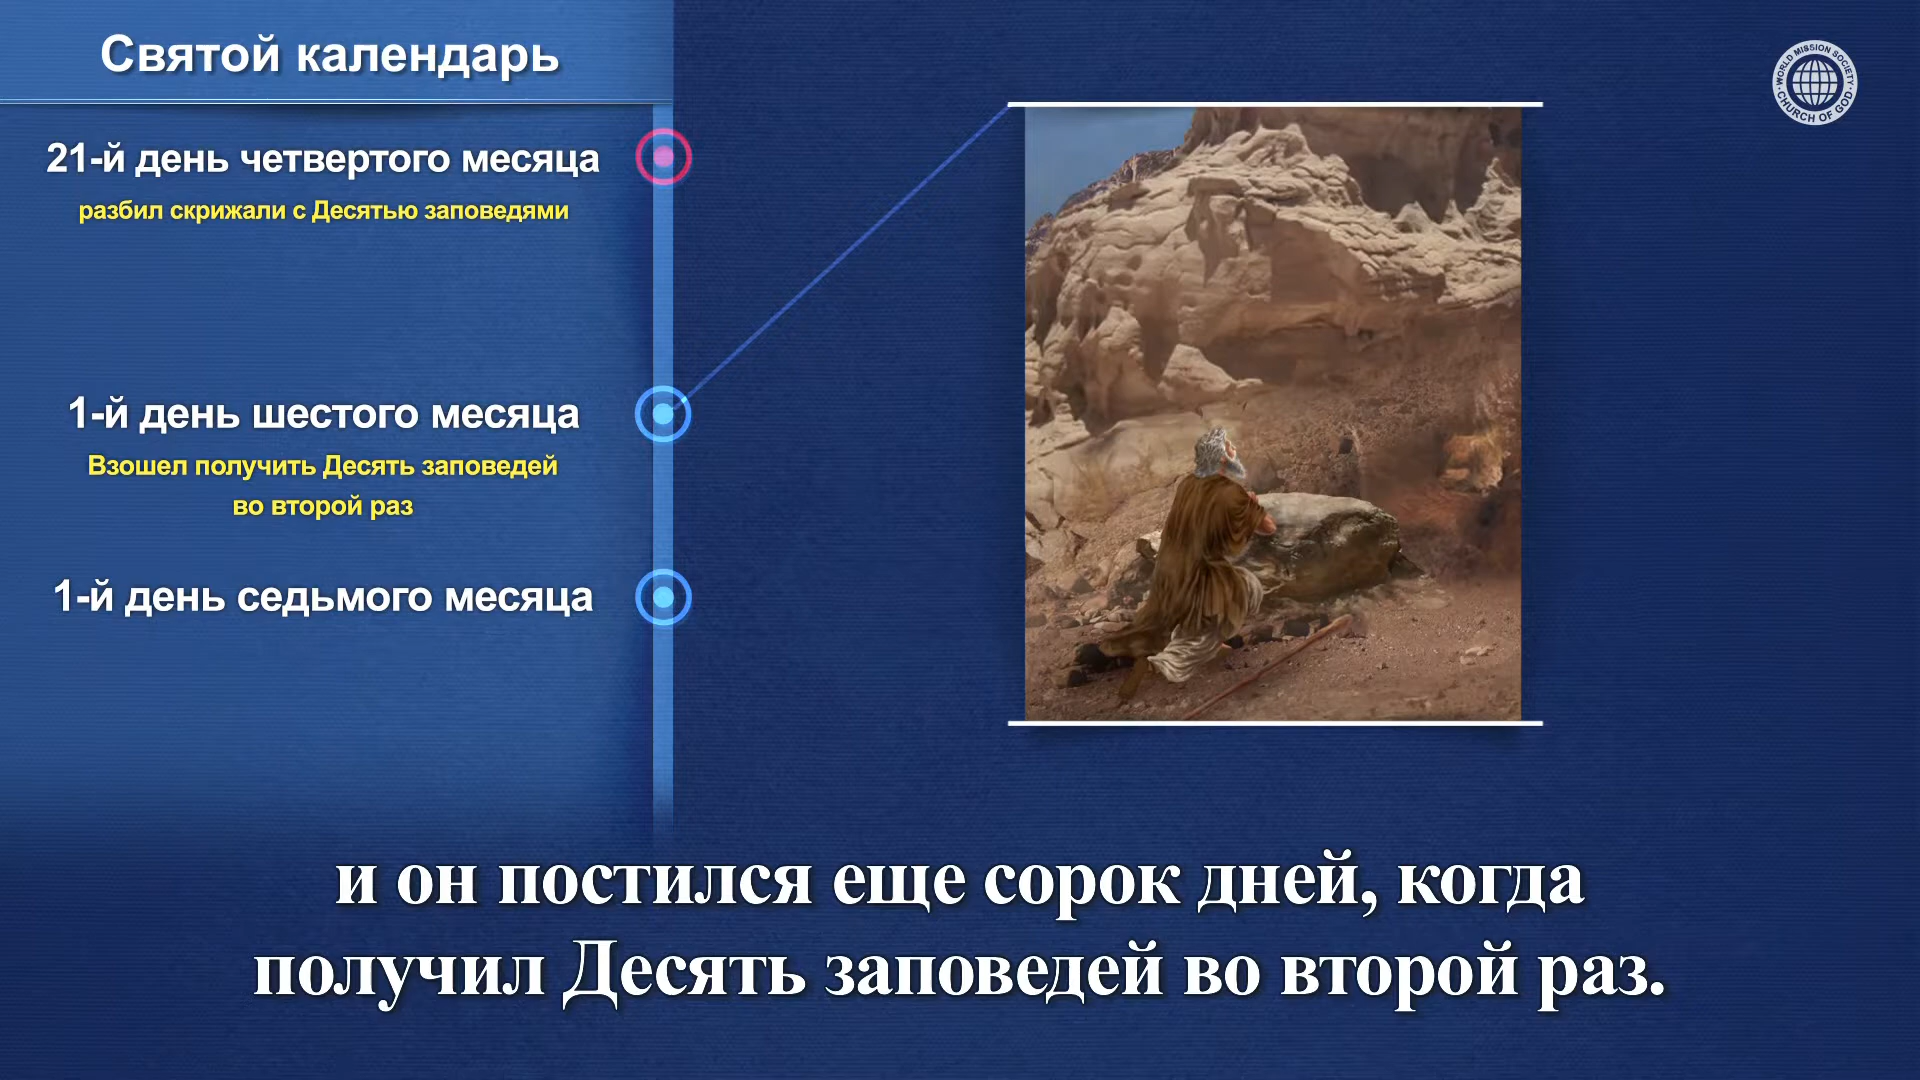 Святой календарь
21-й день четвертого месяца
разбил скрижали с Десятью заповедями
1-й день шестого месяца
Взошел получить Десять заповедей
во второй раз
1-й день седьмого месяца
WORLD MISSION SOCIETY
CHURCH OF GOD
и он постился еще сорок дней, когда
получил Десять заповедей во второй раз.